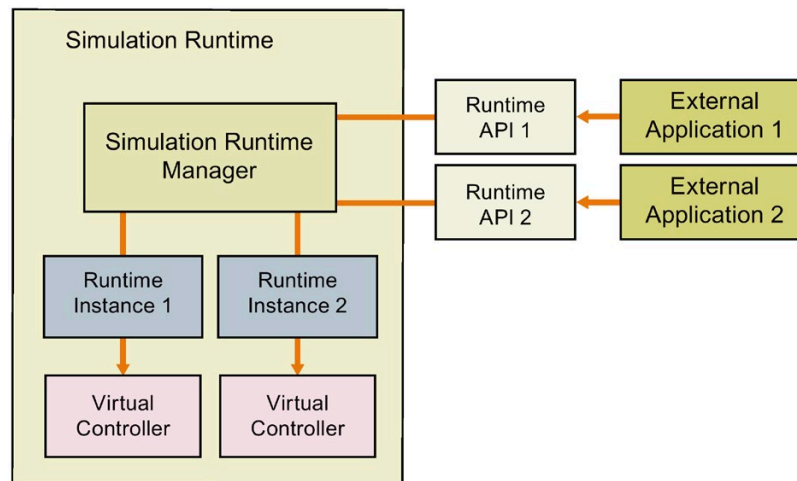 Simulation Runtime
Simulation Runtime
Manager
Runtime
API 1
External
Application 1
Runtime
API 2
External
Application 2
Runtime
Instance 1
Runtime
Instance 2
Virtual
Controller
Virtual
Controller